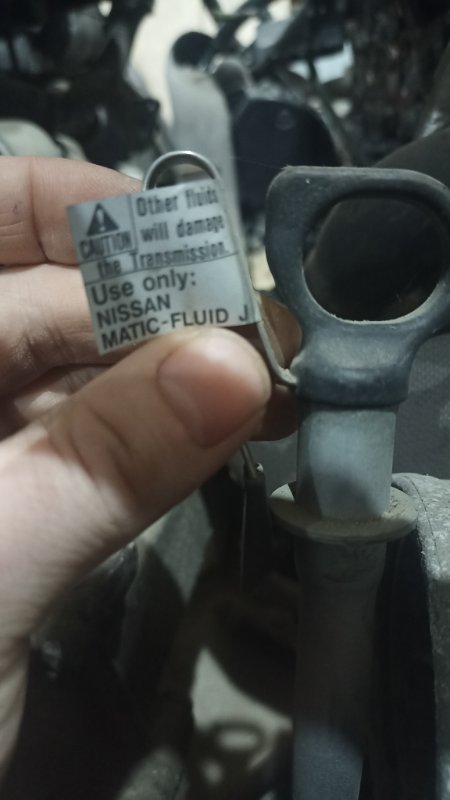 Other fluids
CAUTION will damage
the Transmission.
Use only:
NISSAN
MATIC-FLUID J